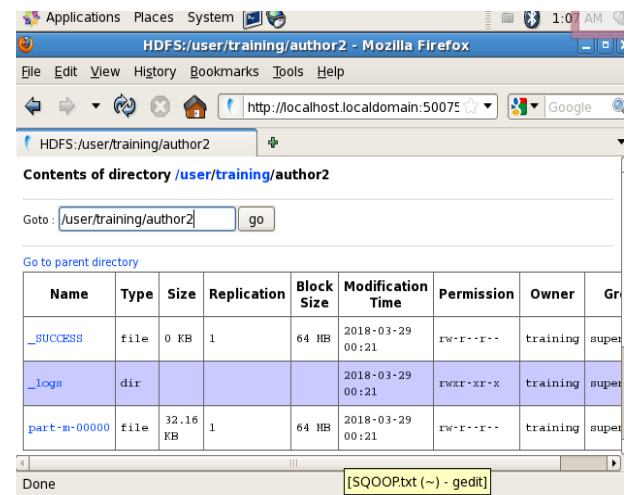 Applications Places System 1:07 AM
HDFS:/user/training/author2 - Mozilla Firefox
File Edit View History Bookmarks Tools Help
http://localhost.localdomain:5007 Google
HDFS:/user/training/author2
Contents of directory /user/training/author2
Goto : /user/training/author2 go
Go to parent directory
Name Type Size Replication Block Size Modification Time Permission Owner Gr
_SUCCESS file 0 KB 1 64 MB 2018-03-29 00:21 rw-r--r-- training super
_logs dir 2018-03-29 00:21 rwxr-xr-x training super
part-m-00000 file 32.16 KB 1 64 MB 2018-03-29 00:21 rw-r--r-- training super
Done [SQOOP.txt (~) - gedit]